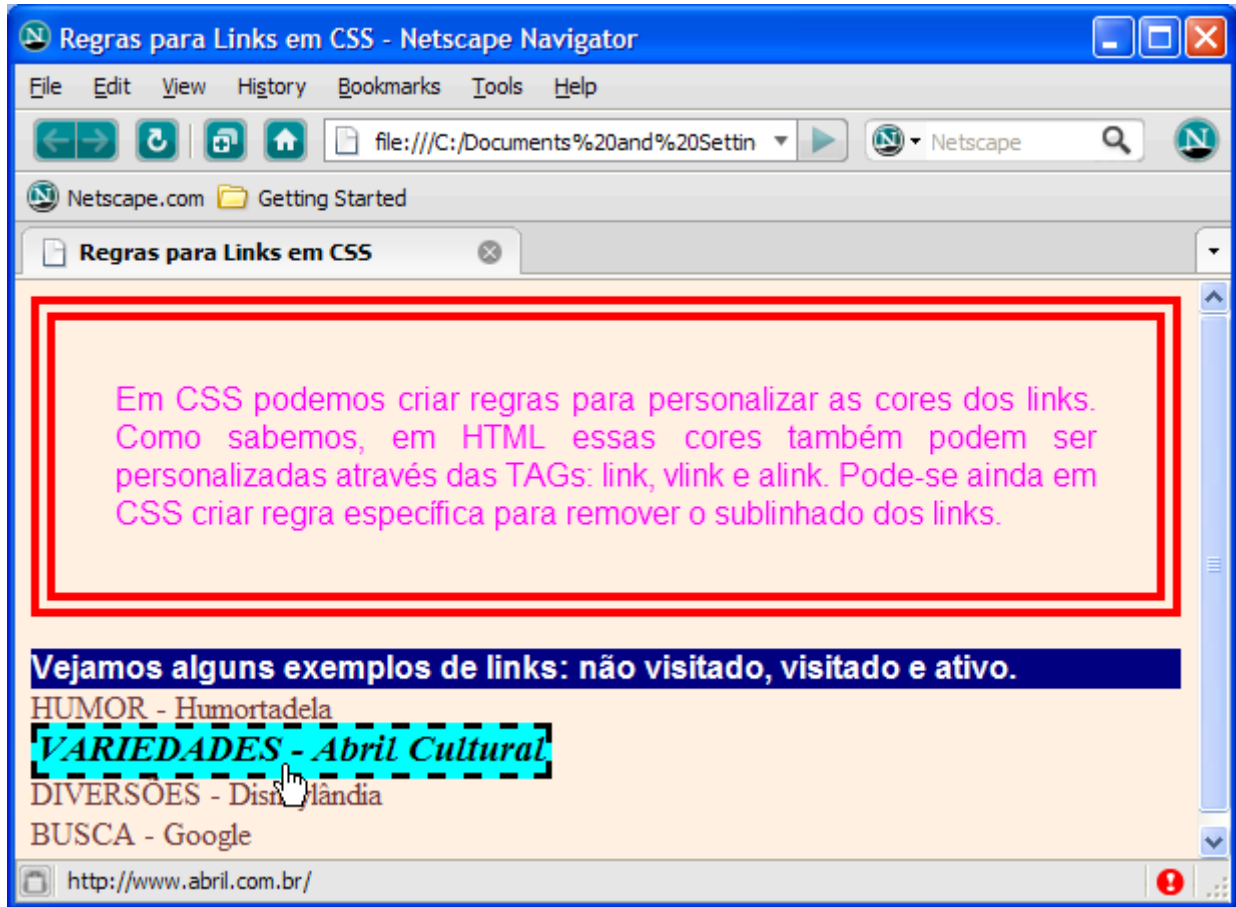 Regras para Links em CSS - Netscape Navigator
File Edit View History Bookmarks Tools Help
file:///C:/Documents%20and%20Settin Netscape
Netscape.com Getting Started
Regras para Links em CSS
Em CSS podemos criar regras para personalizar as cores dos links.
Como sabemos, em HTML essas cores também podem ser
personalizadas através das TAGs: link, vlink e alink. Pode-se ainda em
CSS criar regra específica para remover o sublinhado dos links.
Vejamos alguns exemplos de links: não visitado, visitado e ativo.
HUMOR - Humortadela
VARIEDADES - Abril Cultural
DIVERSÕES - Disneylândia
BUSCA - Google
http://www.abril.com.br/